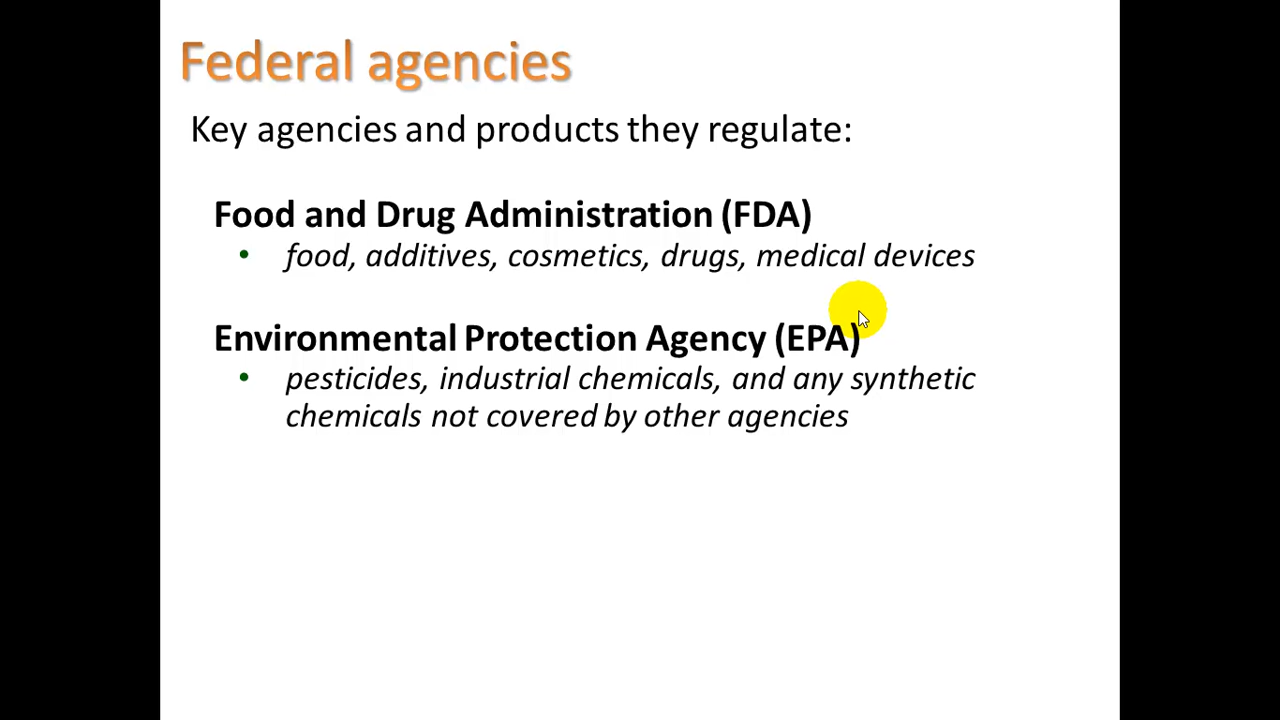 Federal agencies
Key agencies and products they regulate:
Food and Drug Administration (FDA)
• food, additives, cosmetics, drugs, medical devices
Environmental Protection Agency (EPA)
• pesticides, industrial chemicals, and any synthetic
chemicals not covered by other agencies